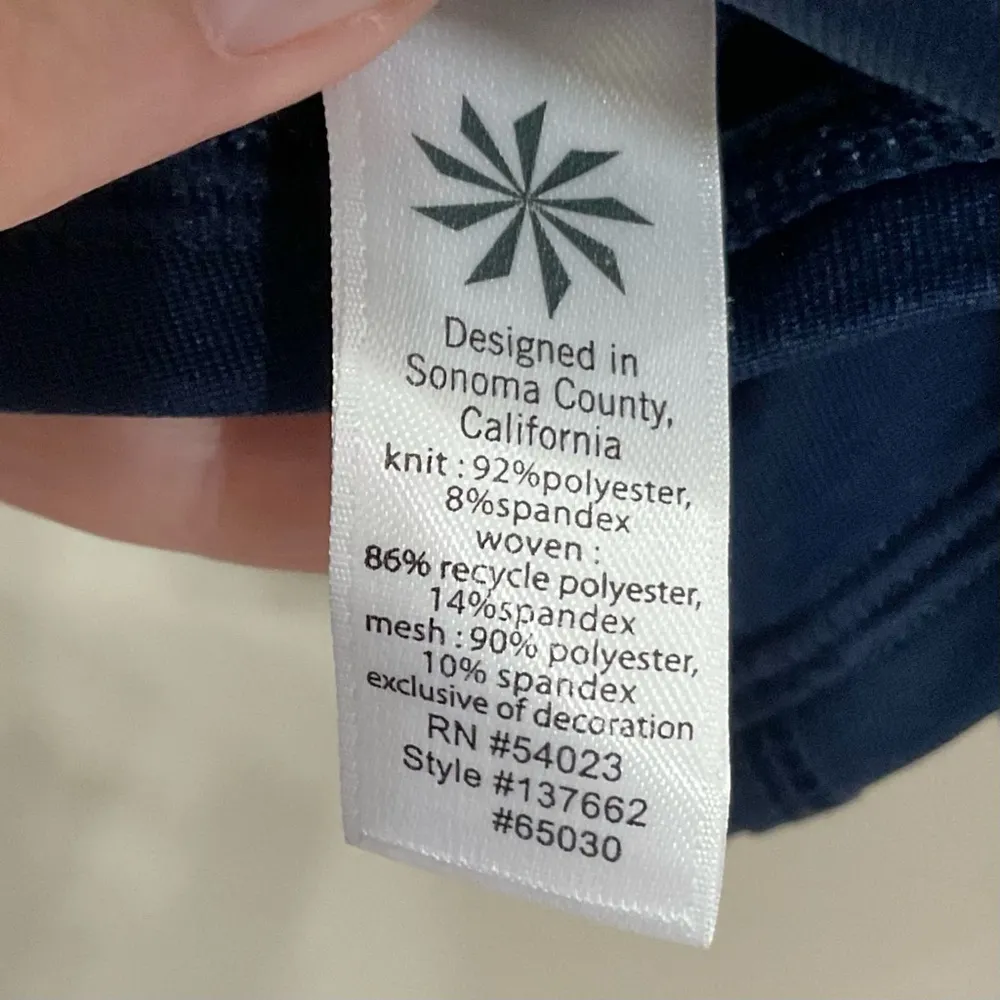 Designed in
Sonoma County,
California
knit : 92%polyester,
8%spandex
woven :
86% recycle polyester,
14%spandex
mesh : 90% polyester,
10% spandex
exclusive of decoration
RN #54023
Style #137662
#65030